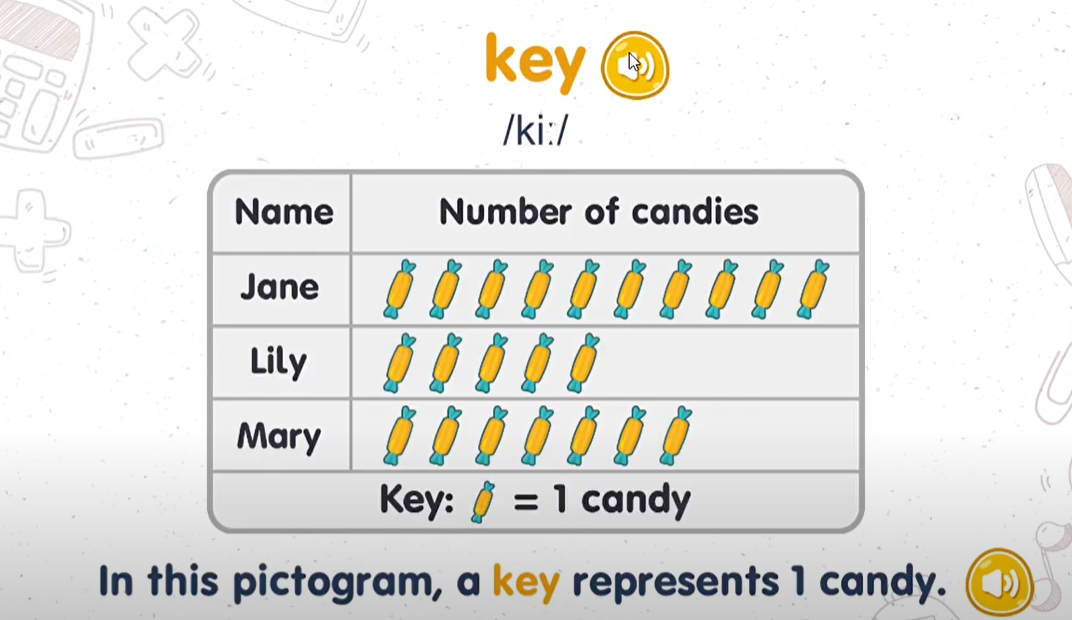 key
/kiː/
Name Number of candies
Jane
Lily
Mary
Key: = 1 candy
In this pictogram, a key represents 1 candy.